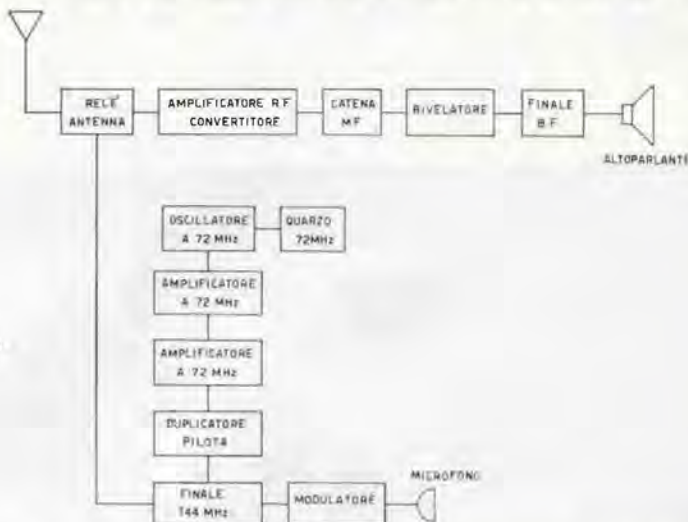 RELE'
ANTENNA
AMPLIFICATORE R.F
CONVERTITORE
CATENA
M.F
RIVELATORE
FINALE
B.F
ALTOPARLANTE
OSCILLATORE
A 72 MHz
QUARZO
72MHz
AMPLIFICATORE
A 72 MHz
AMPLIFICATORE
A 72 MHz
DUPLICATORE
PILOTA
FINALE
144 MHz
MODULATORE
MICROFONO